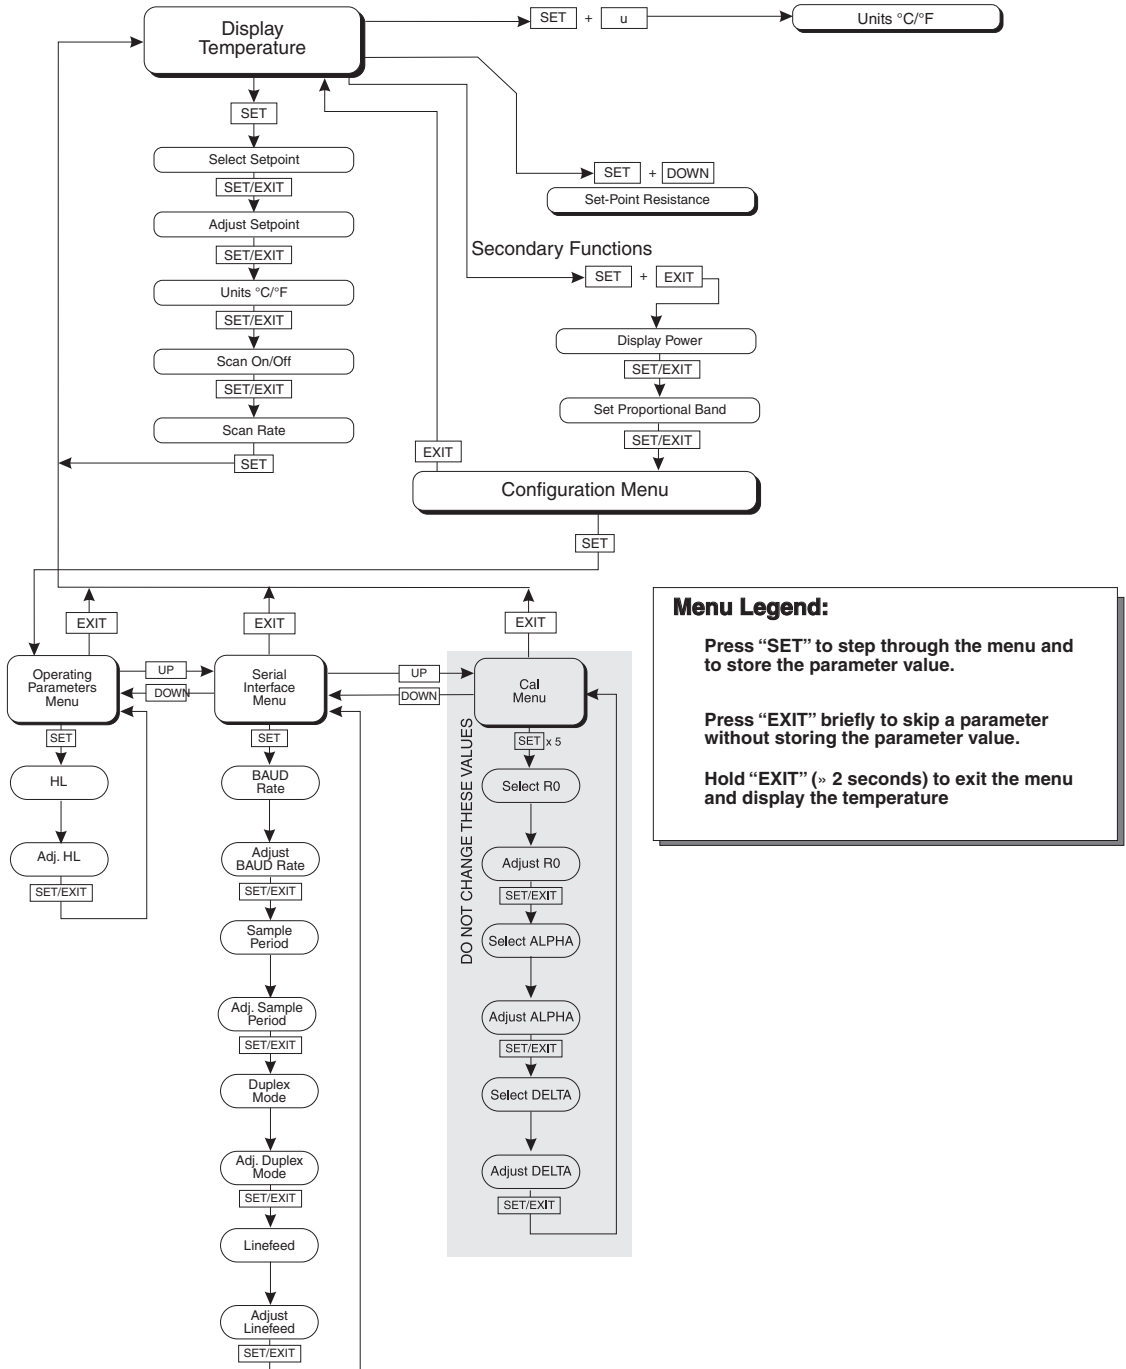 Display
Temperature
SET + u
Units °C/°F
SET
Select Setpoint
SET/EXIT
Adjust Setpoint
SET/EXIT
Units °C/°F
SET/EXIT
Scan On/Off
SET/EXIT
Scan Rate
SET
SET + DOWN
Set-Point Resistance
Secondary Functions
SET + EXIT
Display Power
SET/EXIT
Set Proportional Band
SET/EXIT
EXIT
Configuration Menu
SET
EXIT
EXIT
EXIT
Operating
Parameters
Menu
UP
DOWN
Serial
Interface
Menu
UP
DOWN
Cal
Menu
SET
HL
Adj. HL
SET/EXIT
SET
BAUD
Rate
Adjust
BAUD Rate
SET/EXIT
Sample
Period
Adj. Sample
Period
SET/EXIT
Duplex
Mode
Adj. Duplex
Mode
SET/EXIT
Linefeed
Adjust
Linefeed
SET/EXIT
DO NOT CHANGE THESE VALUES
SET x 5
Select R0
Adjust R0
SET/EXIT
Select ALPHA
Adjust ALPHA
SET/EXIT
Select DELTA
Adjust DELTA
SET/EXIT
Menu Legend:
Press “SET” to step through the menu and
to store the parameter value.
Press “EXIT” briefly to skip a parameter
without storing the parameter value.
Hold “EXIT” (» 2 seconds) to exit the menu
and display the temperature